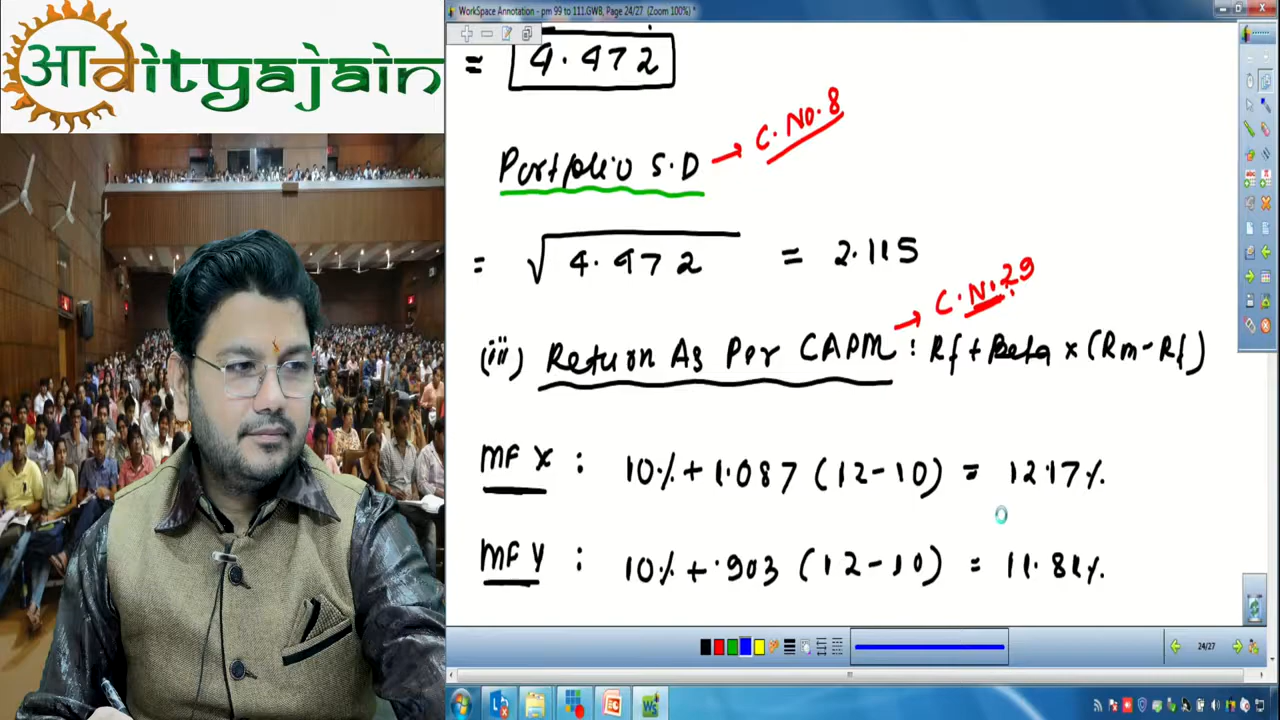 आdityajain
WorkSpace Annotation - pm 99 to 111.GWB, Page 24/27 (Zoom 100%) *
= 4.472
Portfolio S.D → C.No.8
= √4.472 = 2.115
(iii) Return As Per CAPM : Rf + Beta x (Rm - Rf) → C.No.29
MF X : 10% + 1.087 (12-10) = 12.17%.
MF Y : 10% + .903 (12-10) = 11.81%.
24/27